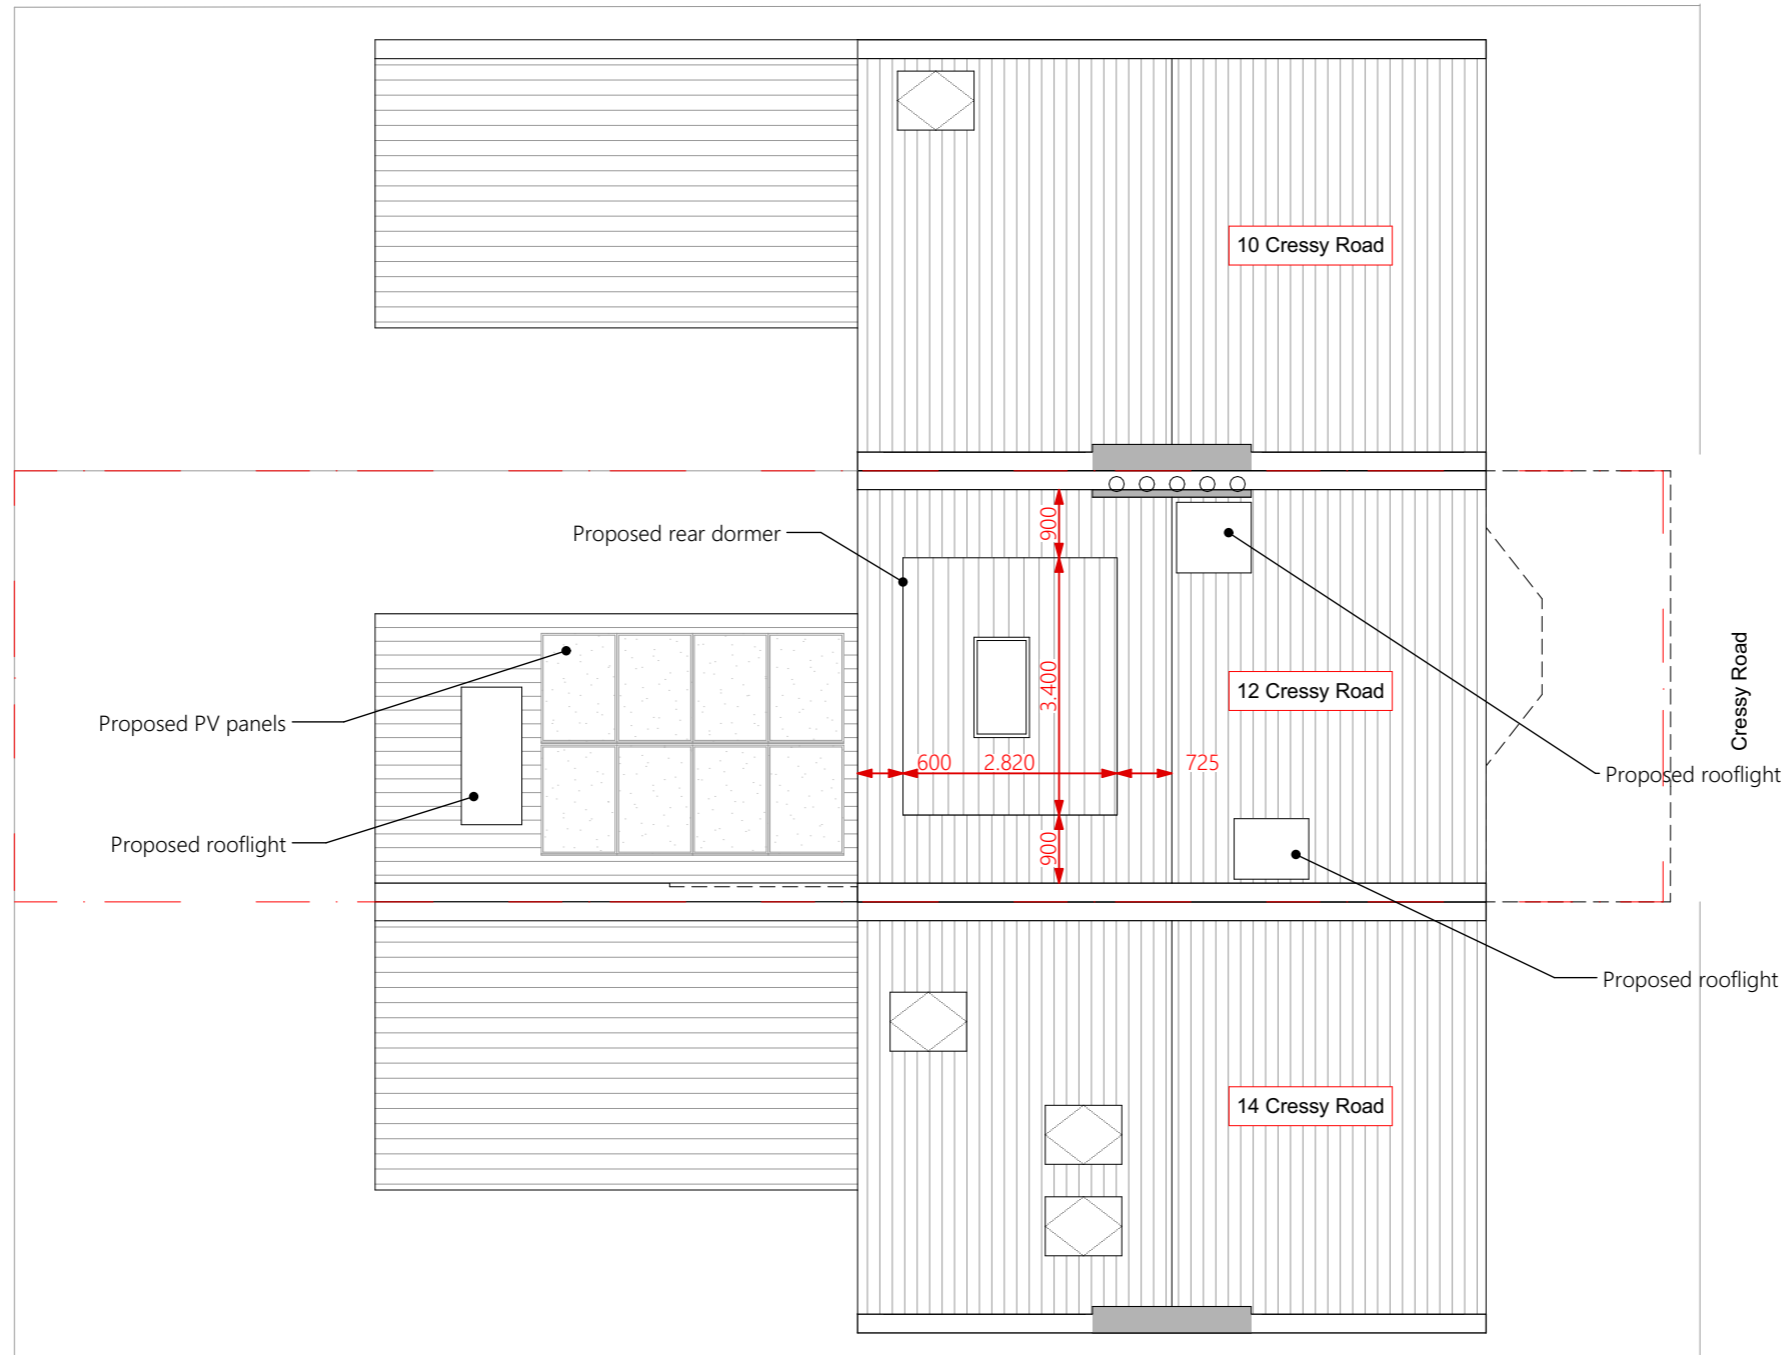 10 Cressy Road
900
Proposed rear dormer
3.400
12 Cressy Road
Cressy Road
Proposed PV panels
600
2.820
725
Proposed rooflight
Proposed rooflight
900
Proposed rooflight
14 Cressy Road